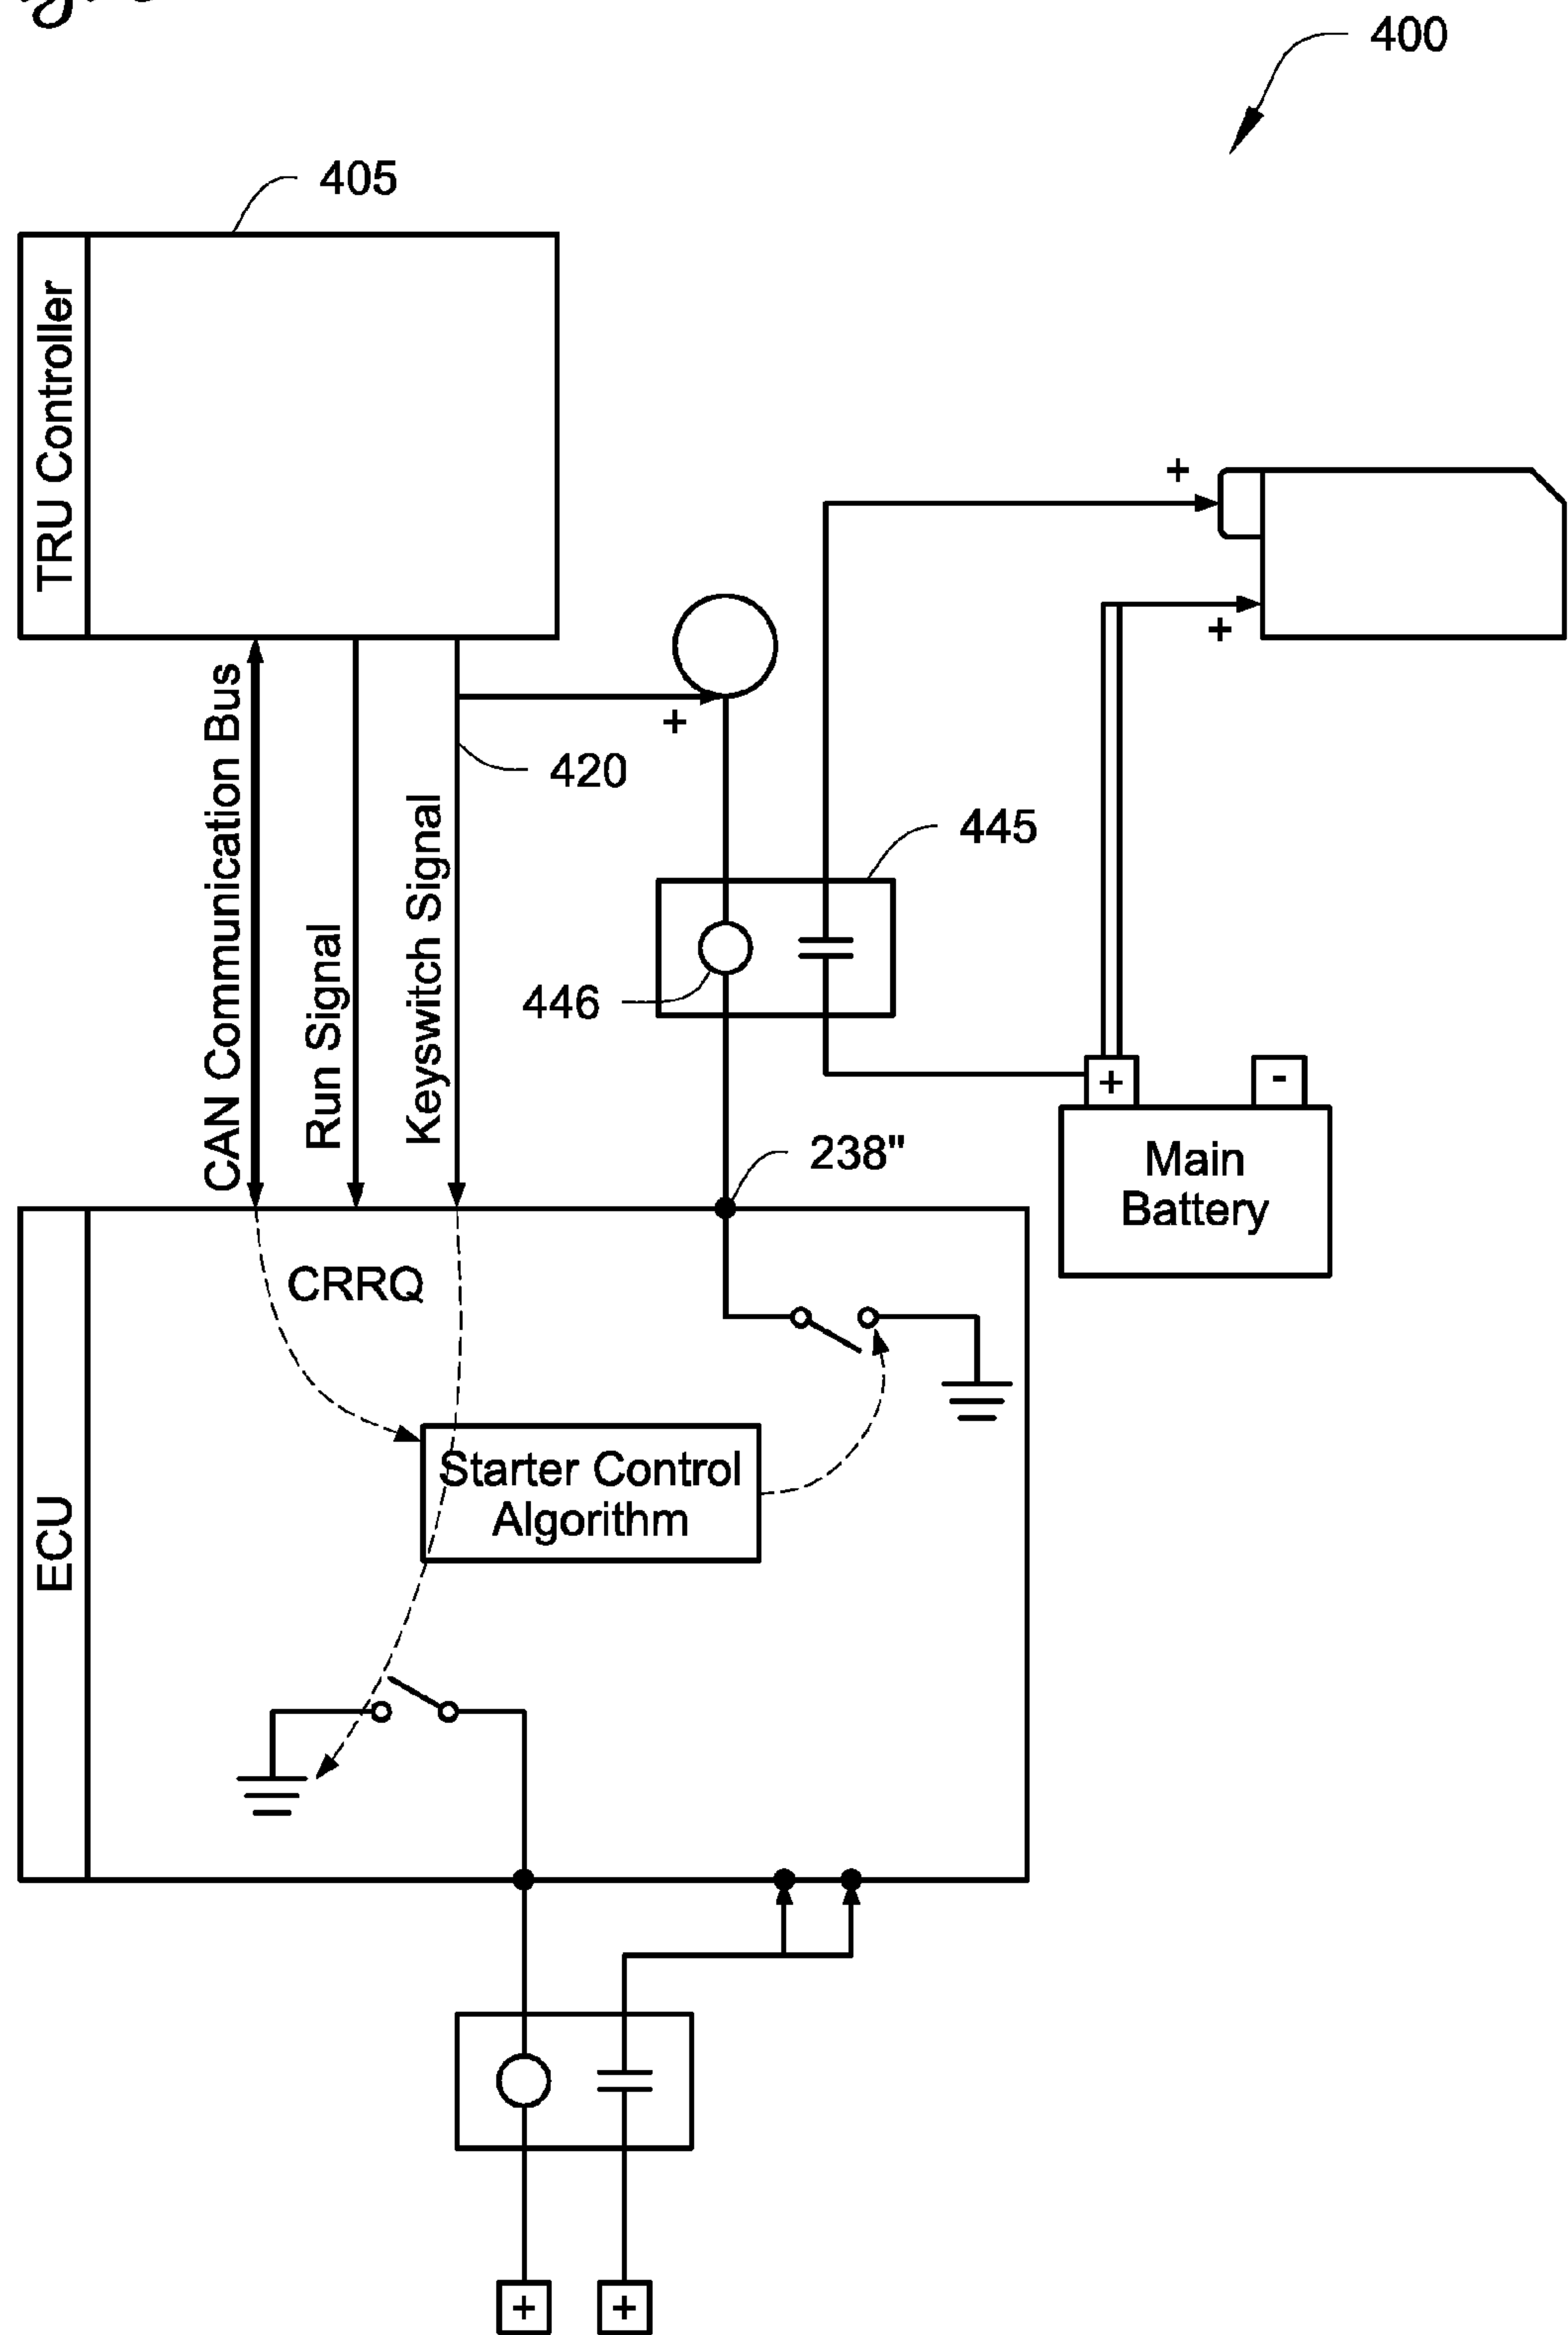 400
405
TRU Controller
+
+
+
CAN Communication Bus
Run Signal
Keyswitch Signal
420
445
446
+
-
Main
Battery
238"
CRRQ
Starter Control
Algorithm
ECU
+
+